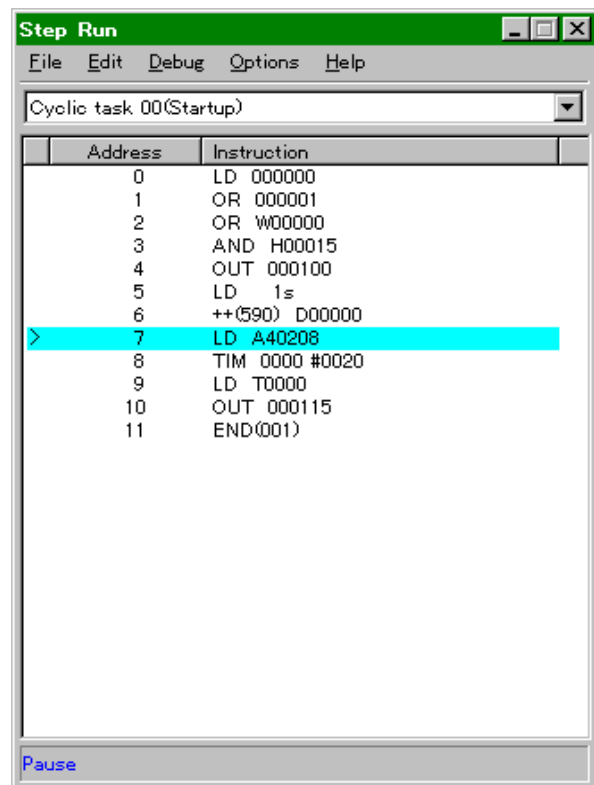 Step Run
File Edit Debug Options Help
Cyclic task 00(Startup)
Address Instruction
0 LD 000000
1 OR 000001
2 OR W00000
3 AND H00015
4 OUT 000100
5 LD 1s
6 ++(590) D00000
> 7 LD A40208
8 TIM 0000 #0020
9 LD T0000
10 OUT 000115
11 END(001)
Pause